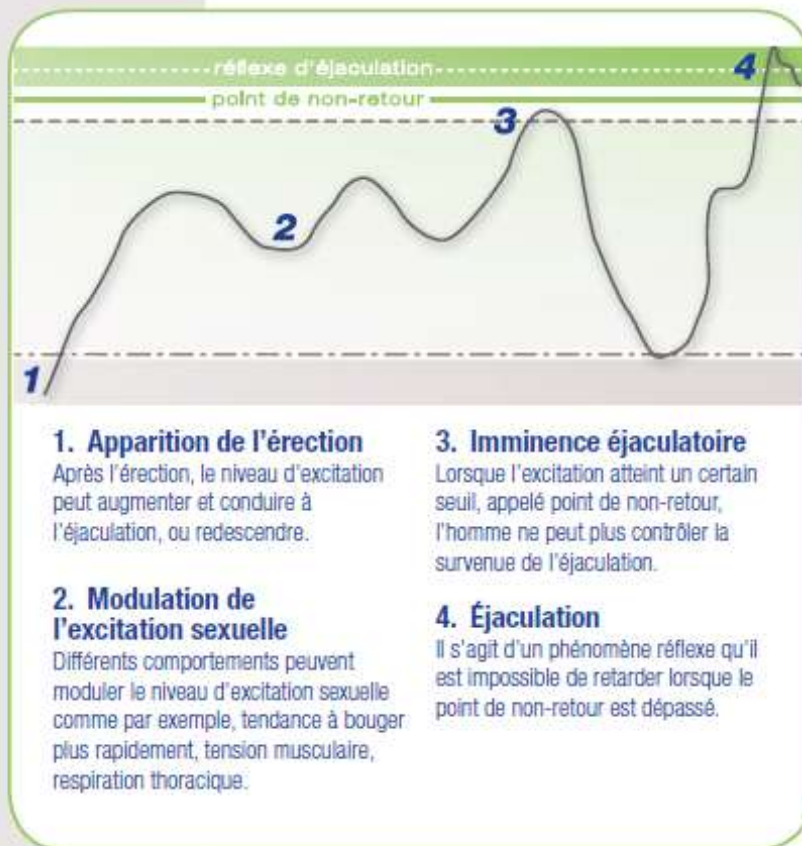 réflexe d'éjaculation
4
point de non-retour
3
2
1
1. Apparition de l'érection
Après l'érection, le niveau d'excitation
peut augmenter et conduire à
l'éjaculation, ou redescendre.
2. Modulation de
l'excitation sexuelle
Différents comportements peuvent
moduler le niveau d'excitation sexuelle
comme par exemple, tendance à bouger
plus rapidement, tension musculaire,
respiration thoracique.
3. Imminence éjaculatoire
Lorsque l'excitation atteint un certain
seuil, appelé point de non-retour,
l'homme ne peut plus contrôler la
survenue de l'éjaculation.
4. Éjaculation
Il s'agit d'un phénomène réflexe qu'il
est impossible de retarder lorsque le
point de non-retour est dépassé.